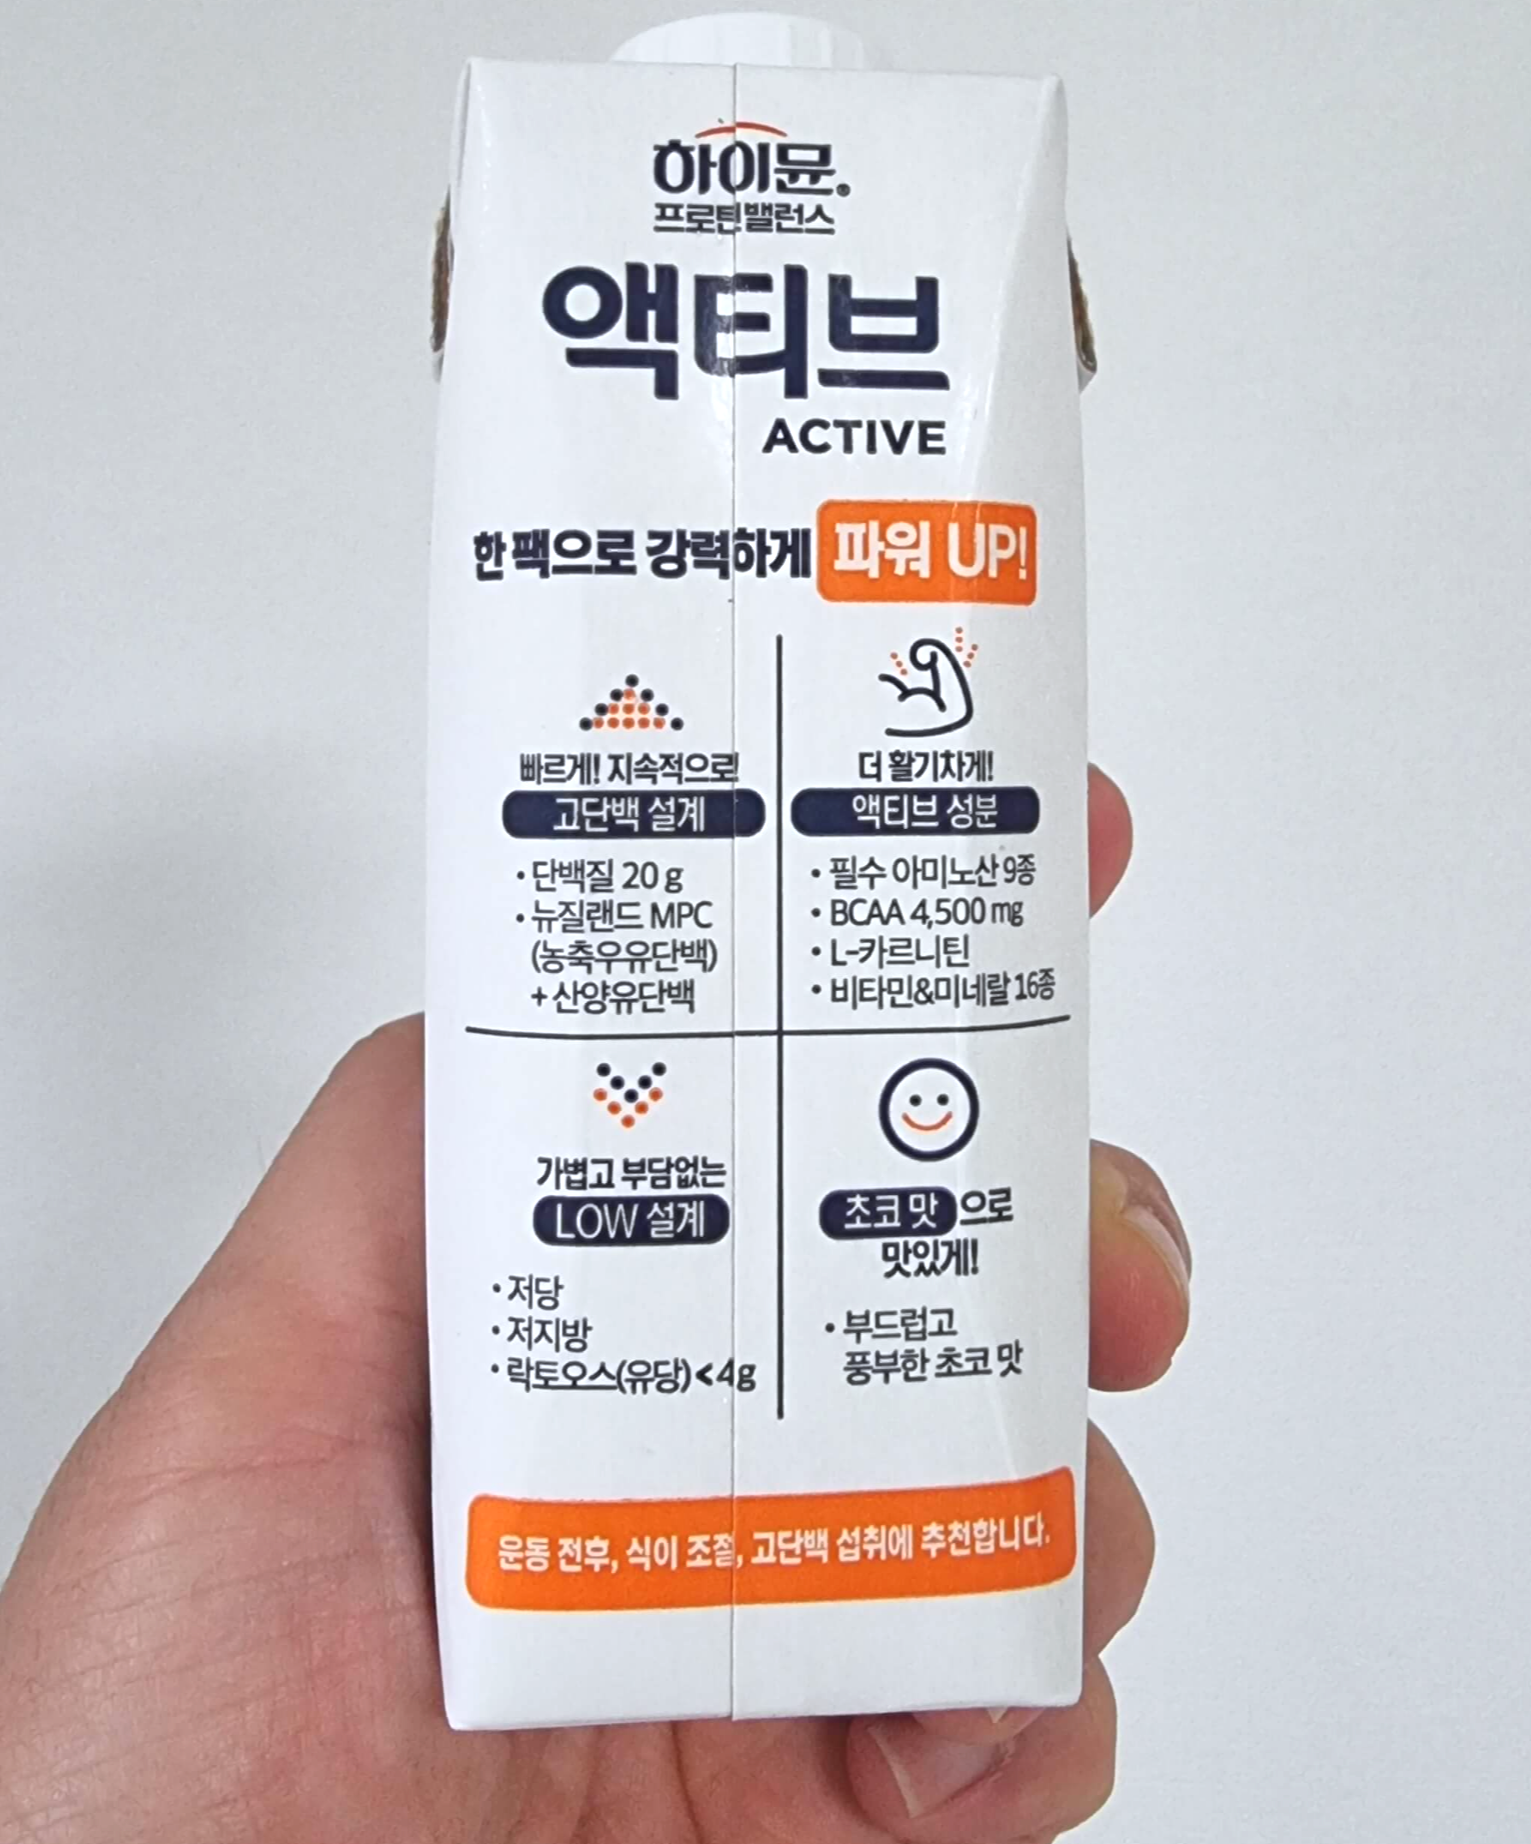 하이뮨®
프로틴밸런스
액티브
ACTIVE
한 팩으로 강력하게 파워 UP!
빠르게! 지속적으로!
고단백 설계
• 단백질 20 g
• 뉴질랜드 MPC
(농축우유단백)
+ 산양유단백
더 활기차게!
액티브 성분
• 필수 아미노산 9종
• BCAA 4,500 mg
• L-카르니틴
• 비타민&미네랄 16종
가볍고 부담없는
LOW 설계
• 저당
• 저지방
• 락토오스(유당)<4g
초코 맛으로
맛있게!
• 부드럽고
풍부한 초코 맛
운동 전후, 식이 조절, 고단백 섭취에 추천합니다.